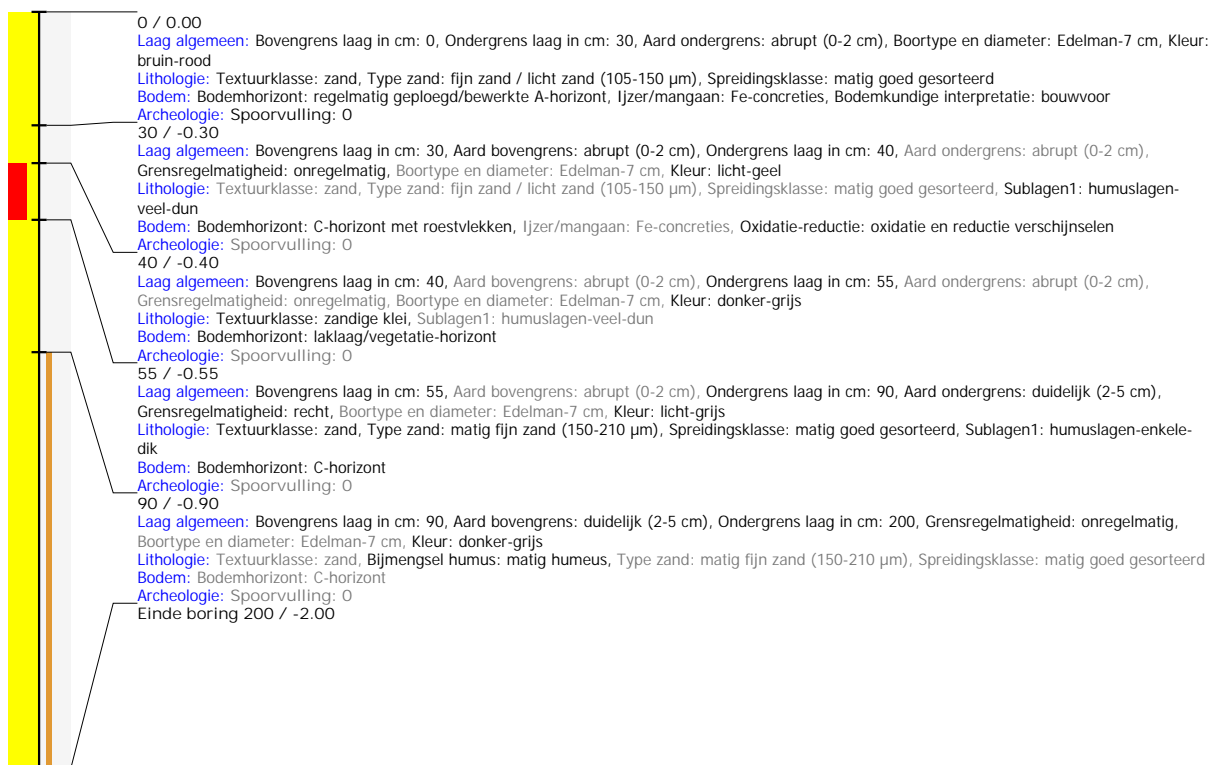 0 / 0.00
Laag algemeen: Bovengrens laag in cm: 0, Ondergrens laag in cm: 30, Aard ondergrens: abrupt (0-2 cm), Boortype en diameter: Edelman-7 cm, Kleur:
bruin-rood
Lithologie: Textuurklasse: zand, Type zand: fijn zand / licht zand (105-150 µm), Spreidingsklasse: matig goed gesorteerd
Bodem: Bodemhorizont: regelmatig geploegd/bewerkte A-horizont, Ijzer/mangaan: Fe-concreties, Bodemkundige interpretatie: bouwvoor
Archeologie: Spoorvulling: 0
30 / -0.30
Laag algemeen: Bovengrens laag in cm: 30, Aard bovengrens: abrupt (0-2 cm), Ondergrens laag in cm: 40, Aard ondergrens: abrupt (0-2 cm),
Grensregelmatigheid: onregelmatig, Boortype en diameter: Edelman-7 cm, Kleur: licht-geel
Lithologie: Textuurklasse: zand, Type zand: fijn zand / licht zand (105-150 µm), Spreidingsklasse: matig goed gesorteerd, Sublagen1: humuslagen-
veel-dun
Bodem: Bodemhorizont: C-horizont met roestvlekken, Ijzer/mangaan: Fe-concreties, Oxidatie-reductie: oxidatie en reductie verschijnselen
Archeologie: Spoorvulling: 0
40 / -0.40
Laag algemeen: Bovengrens laag in cm: 40, Aard bovengrens: abrupt (0-2 cm), Ondergrens laag in cm: 55, Aard ondergrens: abrupt (0-2 cm),
Grensregelmatigheid: onregelmatig, Boortype en diameter: Edelman-7 cm, Kleur: donker-grijs
Lithologie: Textuurklasse: zandige klei, Sublagen1: humuslagen-veel-dun
Bodem: Bodemhorizont: laklaag/vegetatie-horizont
Archeologie: Spoorvulling: 0
55 / -0.55
Laag algemeen: Bovengrens laag in cm: 55, Aard bovengrens: abrupt (0-2 cm), Ondergrens laag in cm: 90, Aard ondergrens: duidelijk (2-5 cm),
Grensregelmatigheid: recht, Boortype en diameter: Edelman-7 cm, Kleur: licht-grijs
Lithologie: Textuurklasse: zand, Type zand: matig fijn zand (150-210 µm), Spreidingsklasse: matig goed gesorteerd, Sublagen1: humuslagen-enkele-
dik
Bodem: Bodemhorizont: C-horizont
Archeologie: Spoorvulling: 0
90 / -0.90
Laag algemeen: Bovengrens laag in cm: 90, Aard bovengrens: duidelijk (2-5 cm), Ondergrens laag in cm: 200, Grensregelmatigheid: onregelmatig,
Boortype en diameter: Edelman-7 cm, Kleur: donker-grijs
Lithologie: Textuurklasse: zand, Bijmengsel humus: matig humeus, Type zand: matig fijn zand (150-210 µm), Spreidingsklasse: matig goed gesorteerd
Bodem: Bodemhorizont: C-horizont
Archeologie: Spoorvulling: 0
Einde boring 200 / -2.00